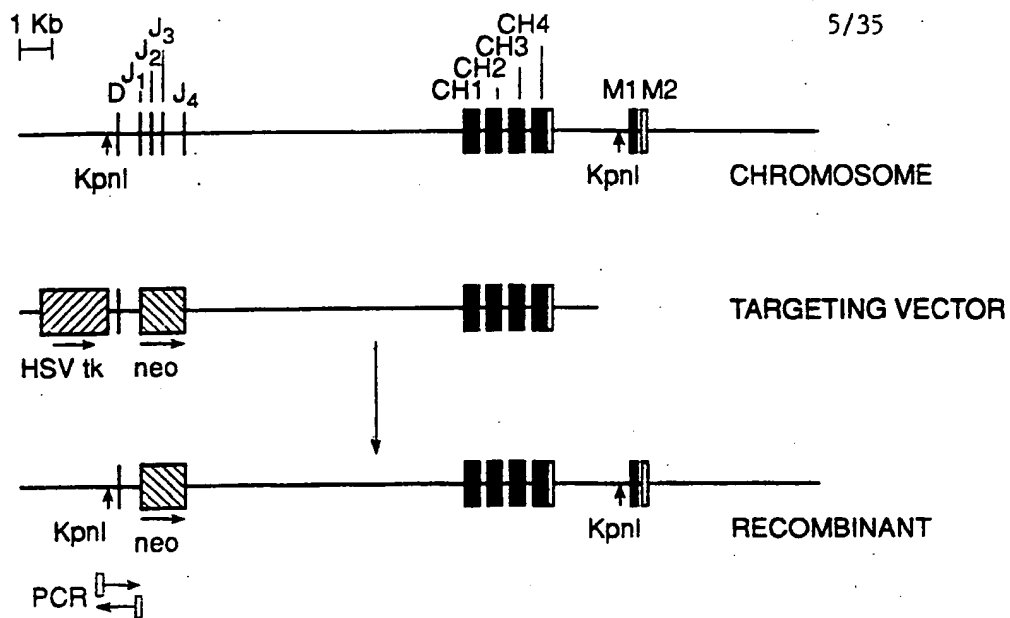 1 Kb
5/35
D J₁ J₂ J₃ J₄
CH1 CH2 CH3 CH4
M1 M2
KpnI
KpnI
CHROMOSOME
TARGETING VECTOR
HSV tk
neo
KpnI
neo
KpnI
RECOMBINANT
PCR